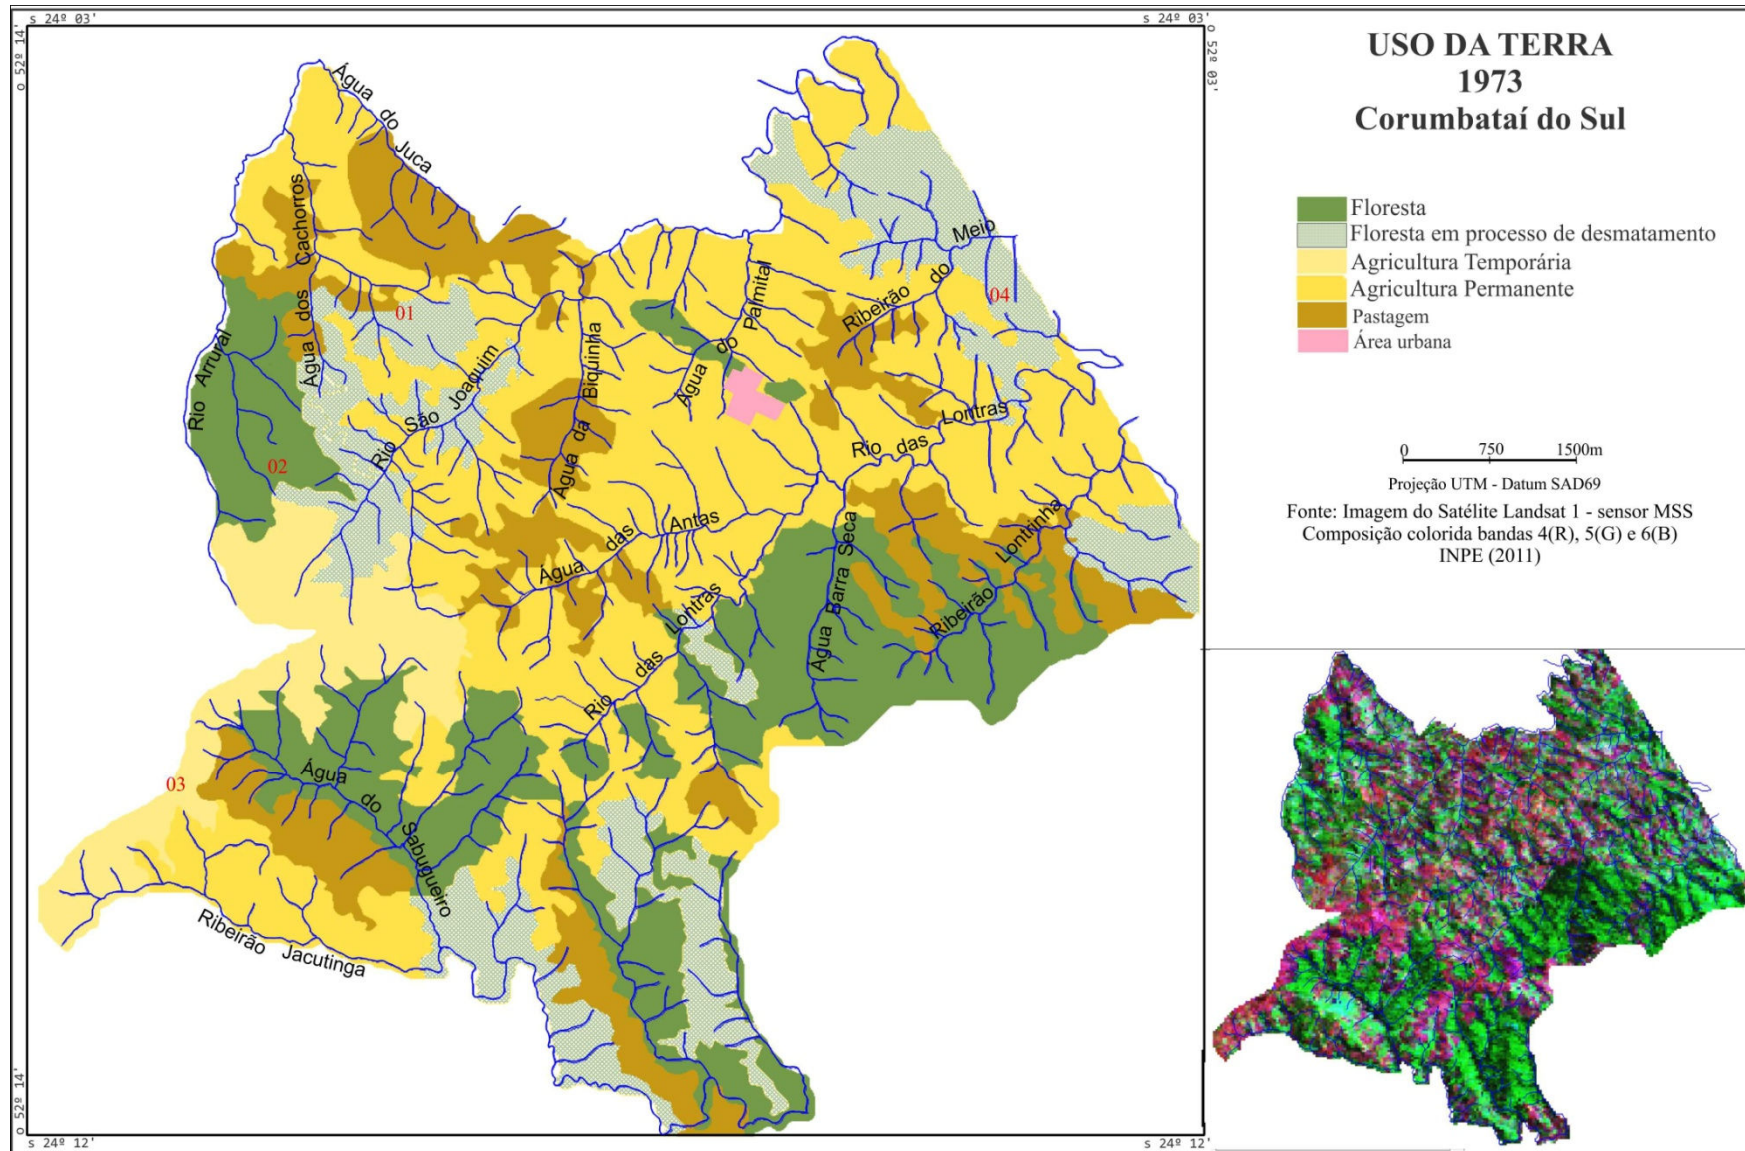 s 24º 03'
s 24º 03'
o 52º 14'
o 52º 03'
USO DA TERRA
1973
Corumbataí do Sul
Floresta
Floresta em processo de desmatamento
Agricultura Temporária
Agricultura Permanente
Pastagem
Área urbana
0 750 1500m
Projeção UTM - Datum SAD69
Fonte: Imagem do Satélite Landsat 1 - sensor MSS
Composição colorida bandas 4(R), 5(G) e 6(B)
INPE (2011)
Água do Juca
Água dos Cachorros
Ribeirão do Meio
04
01
Água do Palmital
Rio Arruraí
Rio São Joaquim
Água da Biquinha
Rio das Lontras
02
Água das Antas
Água Barra Seca
Ribeirão Lontrinha
Rio das Lontras
03
Água do Sabugueiro
Ribeirão Jacutinga
o 52º 14'
s 24º 12'
s 24º 12'